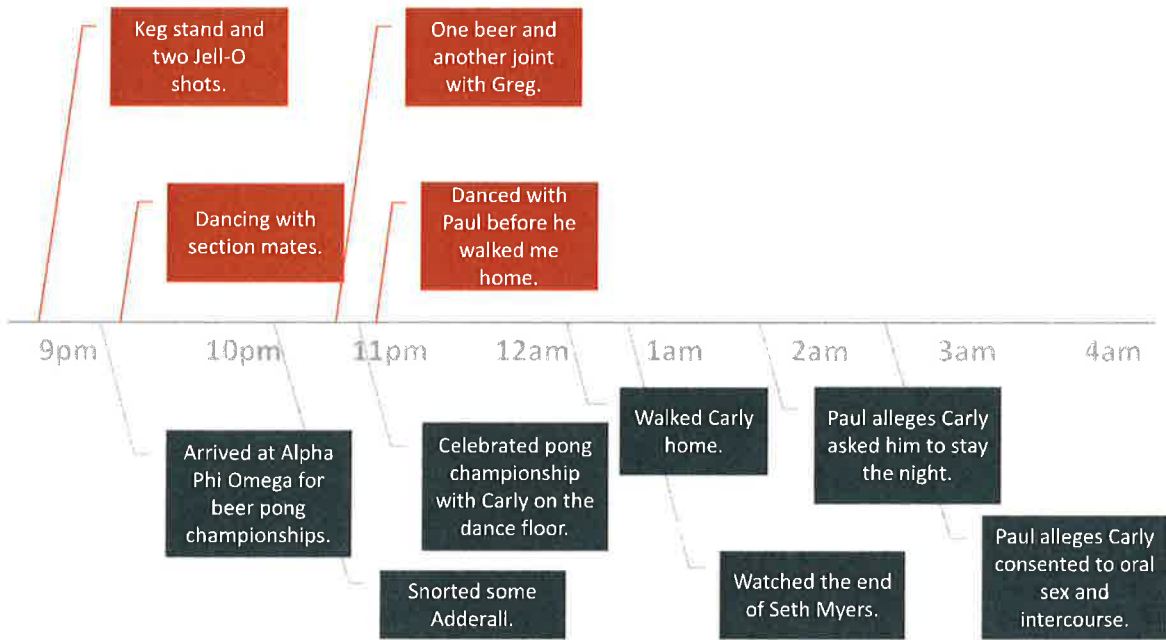 Keg stand and
two Jell-O
shots.
One beer and
another joint
with Greg.
Dancing with
section mates.
Danced with
Paul before he
walked me
home.
9pm
10pm
11pm
12am
1am
2am
3am
4am
Arrived at Alpha
Phi Omega for
beer pong
championships.
Snorted some
Adderall.
Celebrated pong
championship
with Carly on the
dance floor.
Walked Carly
home.
Watched the end
of Seth Myers.
Paul alleges Carly
asked him to stay
the night.
Paul alleges Carly
consented to oral
sex and
intercourse.